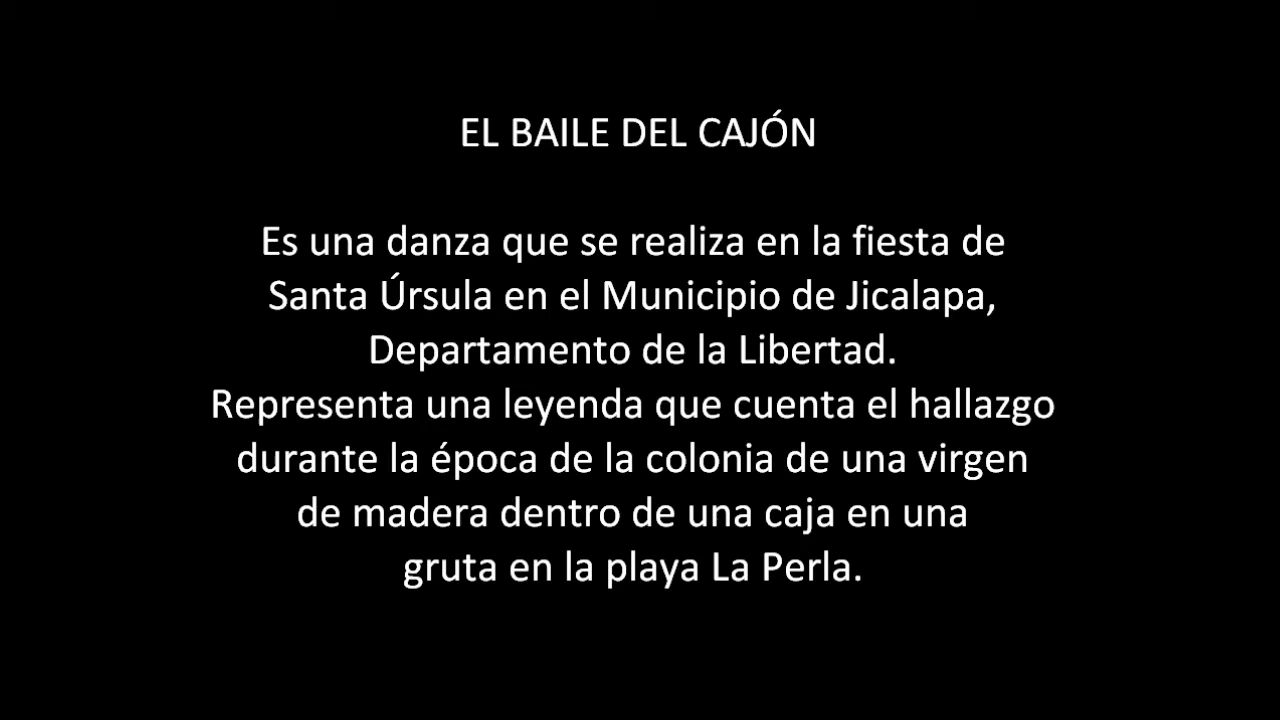 EL BAILE DEL CAJÓN
Es una danza que se realiza en la fiesta de
Santa Úrsula en el Municipio de Jicalapa,
Departamento de la Libertad.
Representa una leyenda que cuenta el hallazgo
durante la época de la colonia de una virgen
de madera dentro de una caja en una
gruta en la playa La Perla.